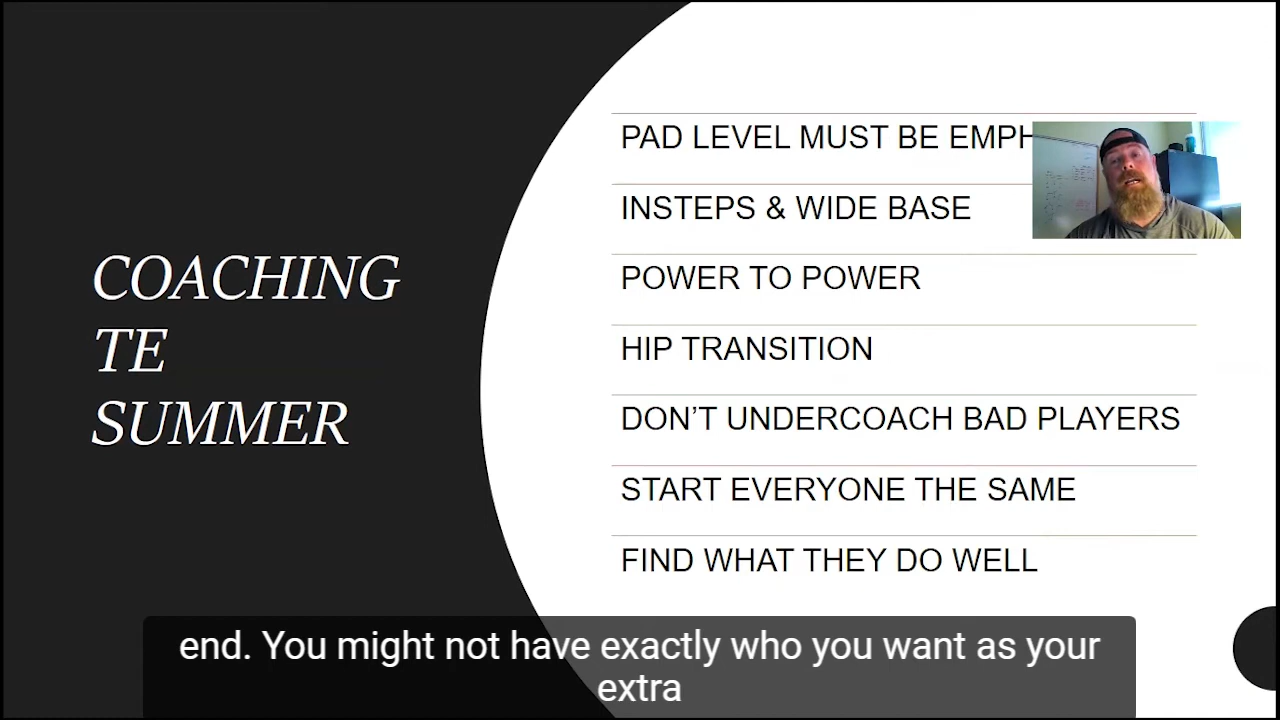 COACHING
TE
SUMMER
PAD LEVEL MUST BE EMPH
INSTEPS & WIDE BASE
POWER TO POWER
HIP TRANSITION
DON’T UNDERCOACH BAD PLAYERS
START EVERYONE THE SAME
FIND WHAT THEY DO WELL
end. You might not have exactly who you want as your
extra